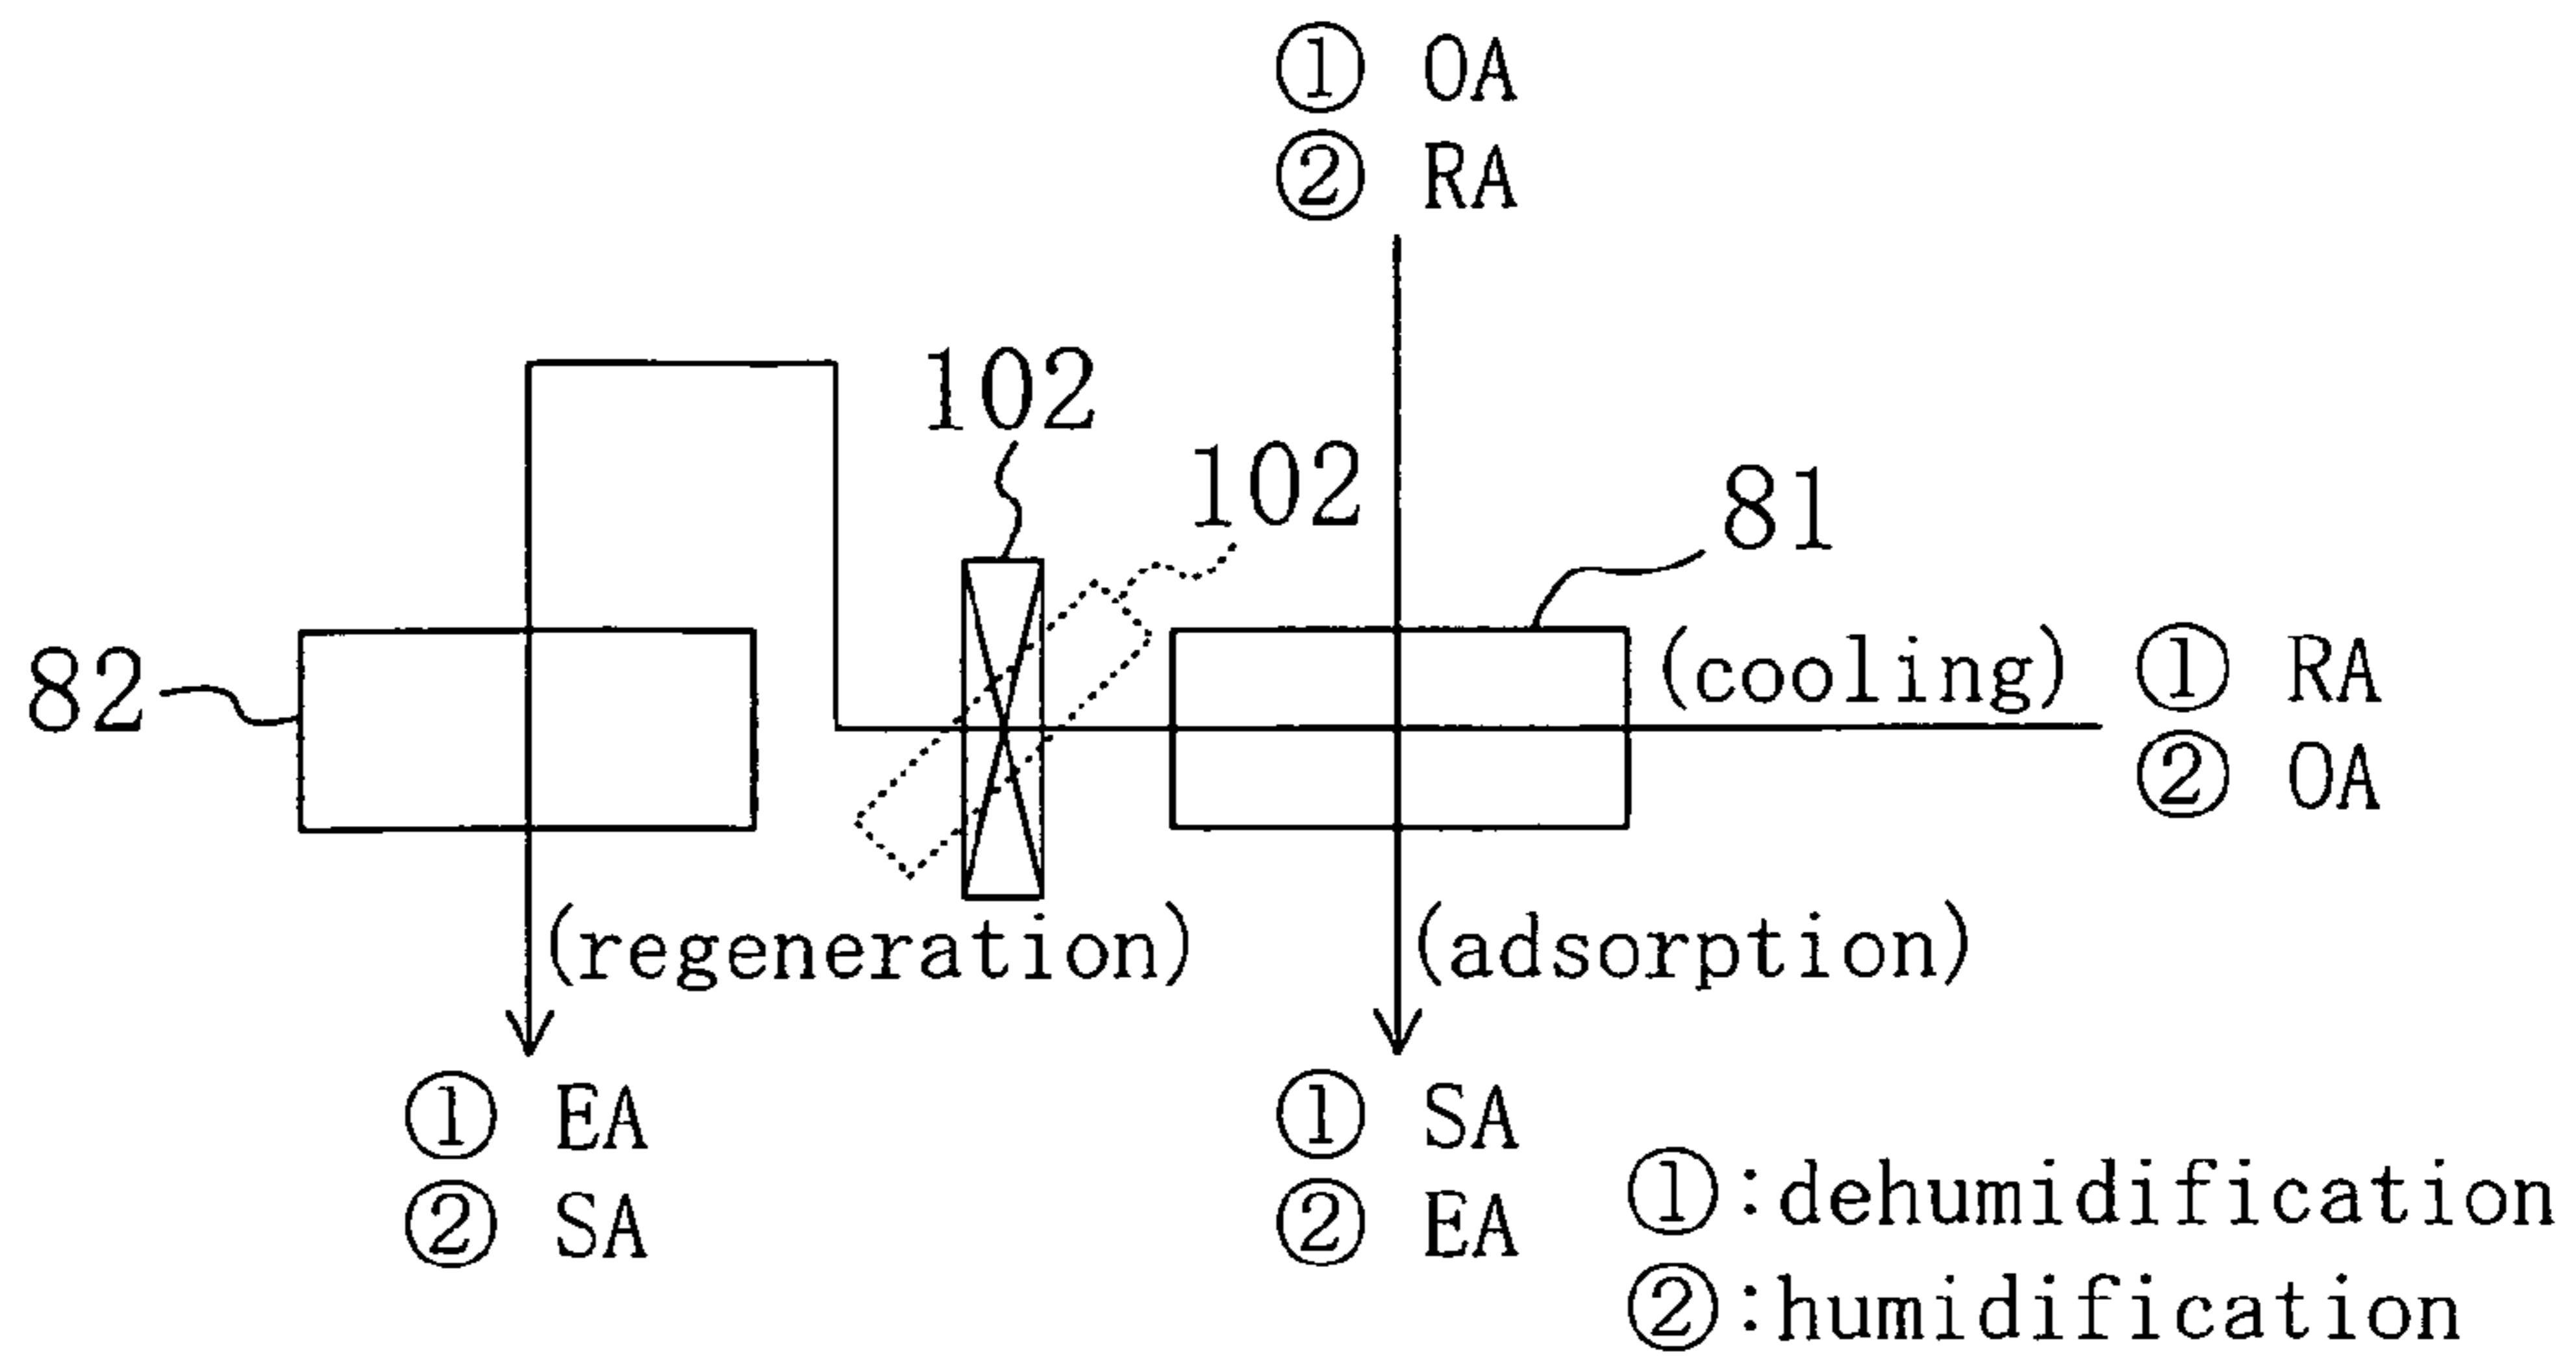 ① OA
② RA
102
102
81
82
(cooling)
① RA
② OA
(regeneration)
(adsorption)
① EA
② SA
① SA
② EA
①:dehumidification
②:humidification